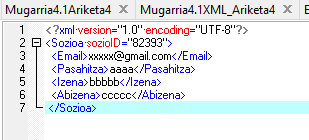 Mugarria4.1Ariketa4 Mugarria4.1XML_Ariketa4
1 <?xml version="1.0" encoding="UTF-8"?>
2 <Sozioa sozioID="82393">
3 <Email>xxxxx@gmail.com</Email>
4 <Pasahitza>aaaa</Pasahitza>
5 <Izena>bbbbb</Izena>
6 <Abizena>ccccc</Abizena>
7 </Sozioa>